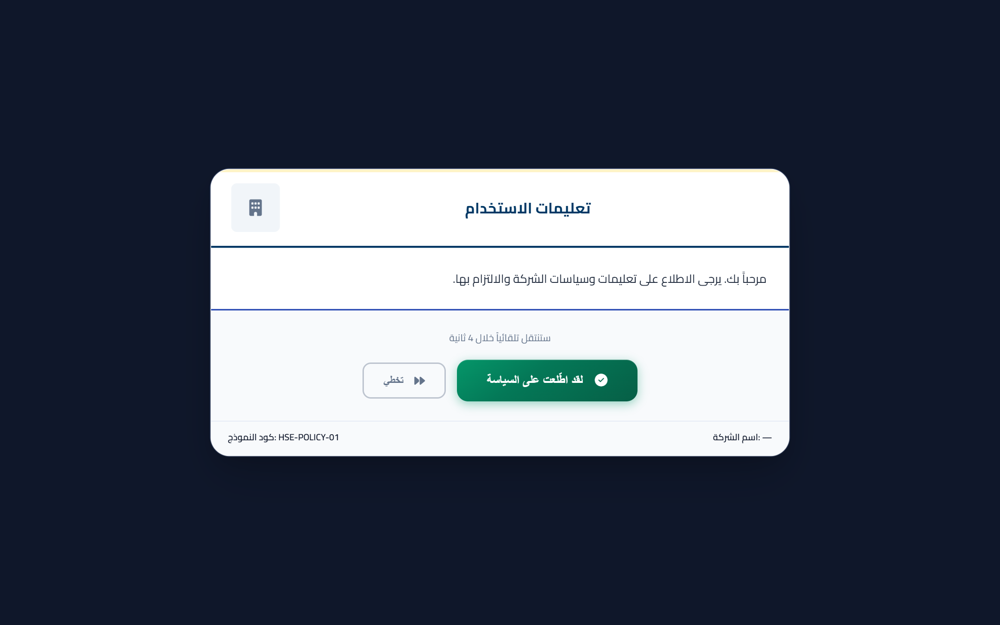 تعليمات الاستخدام
مرحباً بك. يرجى الاطلاع على تعليمات وسياسات الشركة والالتزام بها.
ستنتقل تلقائياً خلال 4 ثانية
لقد اطّلعت على السياسة
تخطي
اسم الشركة: —
كود النموذج: HSE-POLICY-01